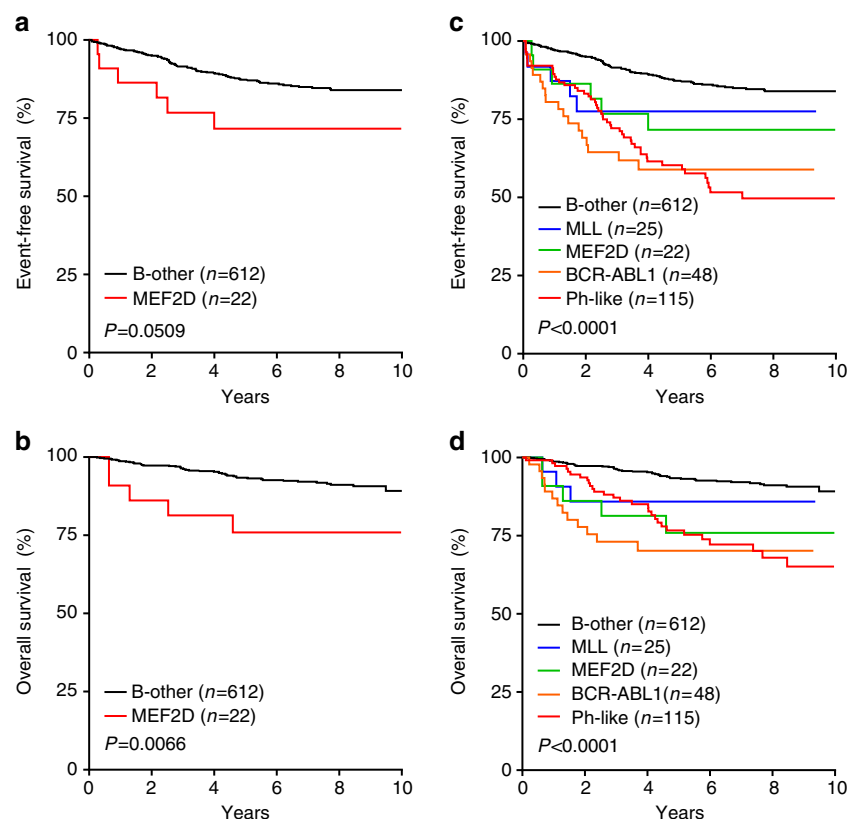 a
Event-free survival (%)
100
75
50
25
0
B-other (n=612)
MEF2D (n=22)
P=0.0509
0 2 4 6 8 10
Years
c
Event-free survival (%)
100
75
50
25
0
B-other (n=612)
MLL (n=25)
MEF2D (n=22)
BCR-ABL1 (n=48)
Ph-like (n=115)
P<0.0001
0 2 4 6 8 10
Years
b
Overall survival (%)
100
75
50
25
0
B-other (n=612)
MEF2D (n=22)
P=0.0066
0 2 4 6 8 10
Years
d
Overall survival (%)
100
75
50
25
0
B-other (n=612)
MLL (n=25)
MEF2D (n=22)
BCR-ABL1(n=48)
Ph-like (n=115)
P<0.0001
0 2 4 6 8 10
Years